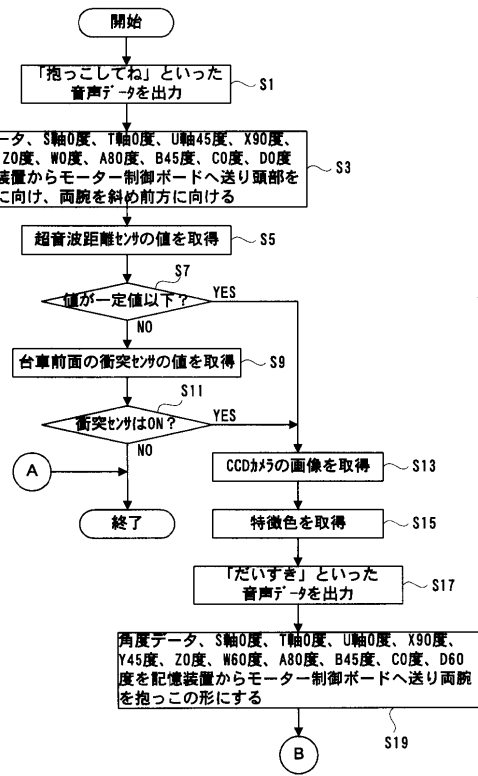 開始
「抱っこしてね」といった
音声ﾃﾞｰﾀを出力
S1
ータ、S軸0度、T軸0度、U軸45度、X90度、
Z0度、W0度、A80度、B45度、C0度、D0度
装置からモーター制御ボードへ送り頭部を
に向け、両腕を斜め前方に向ける
S3
超音波距離ｾﾝｻの値を取得
S5
S7
値が一定値以下？
YES
NO
台車前面の衝突ｾﾝｻの値を取得
S9
S11
衝突ｾﾝｻはON？
YES
NO
A
終了
CCDｶﾒﾗの画像を取得
S13
特徴色を取得
S15
「だいすき」といった
音声ﾃﾞｰﾀを出力
S17
角度データ、S軸0度、T軸0度、U軸0度、X90度、
Y45度、Z0度、W60度、A80度、B45度、C0度、D60
度を記憶装置からモーター制御ボードへ送り両腕
を抱っこの形にする
S19
B